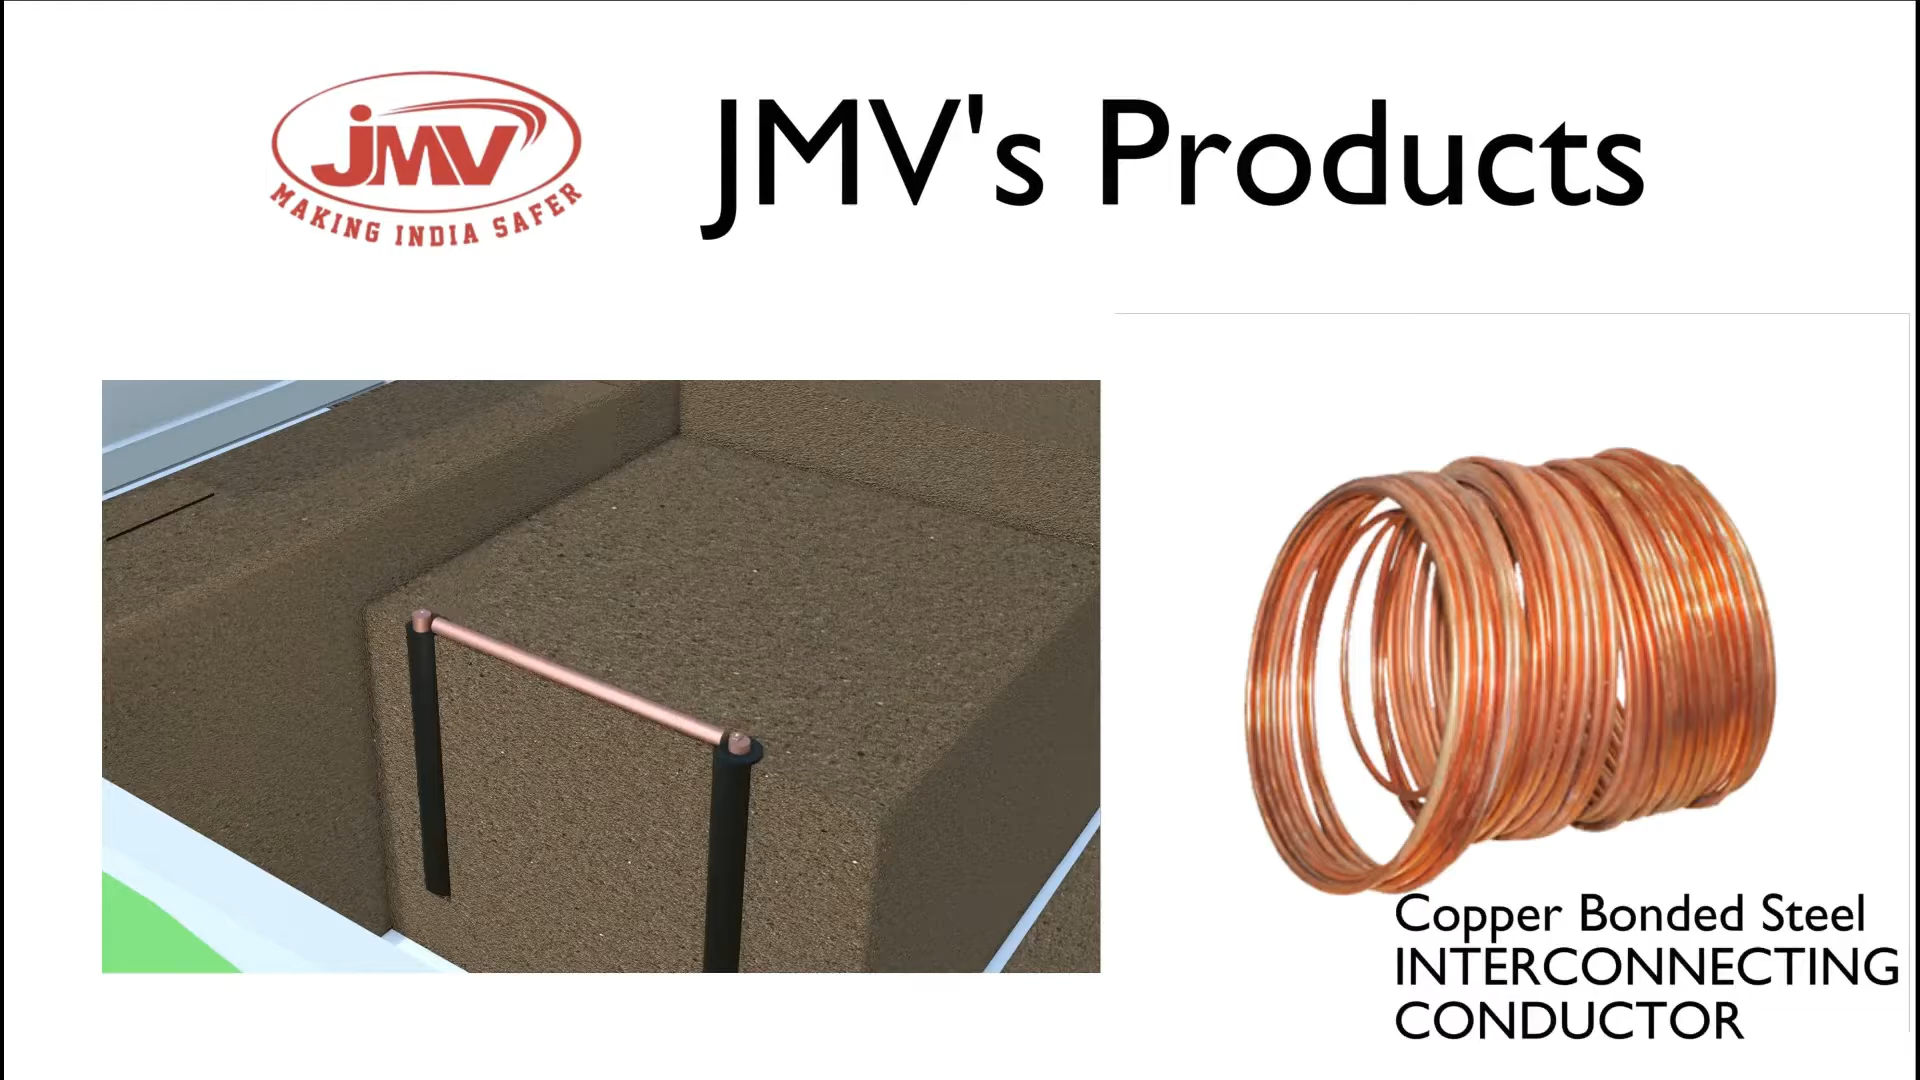 JMV
MAKING INDIA SAFER
JMV's Products
Copper Bonded Steel
INTERCONNECTING
CONDUCTOR